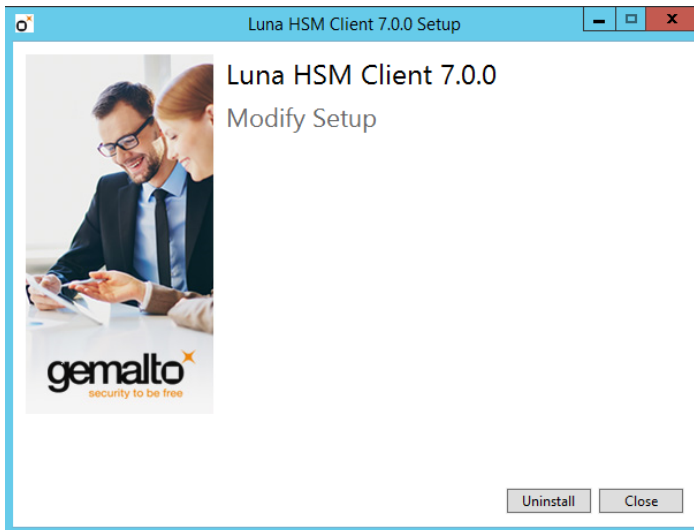 Luna HSM Client 7.0.0 Setup
Luna HSM Client 7.0.0
Modify Setup
gemalto
security to be free
Uninstall
Close